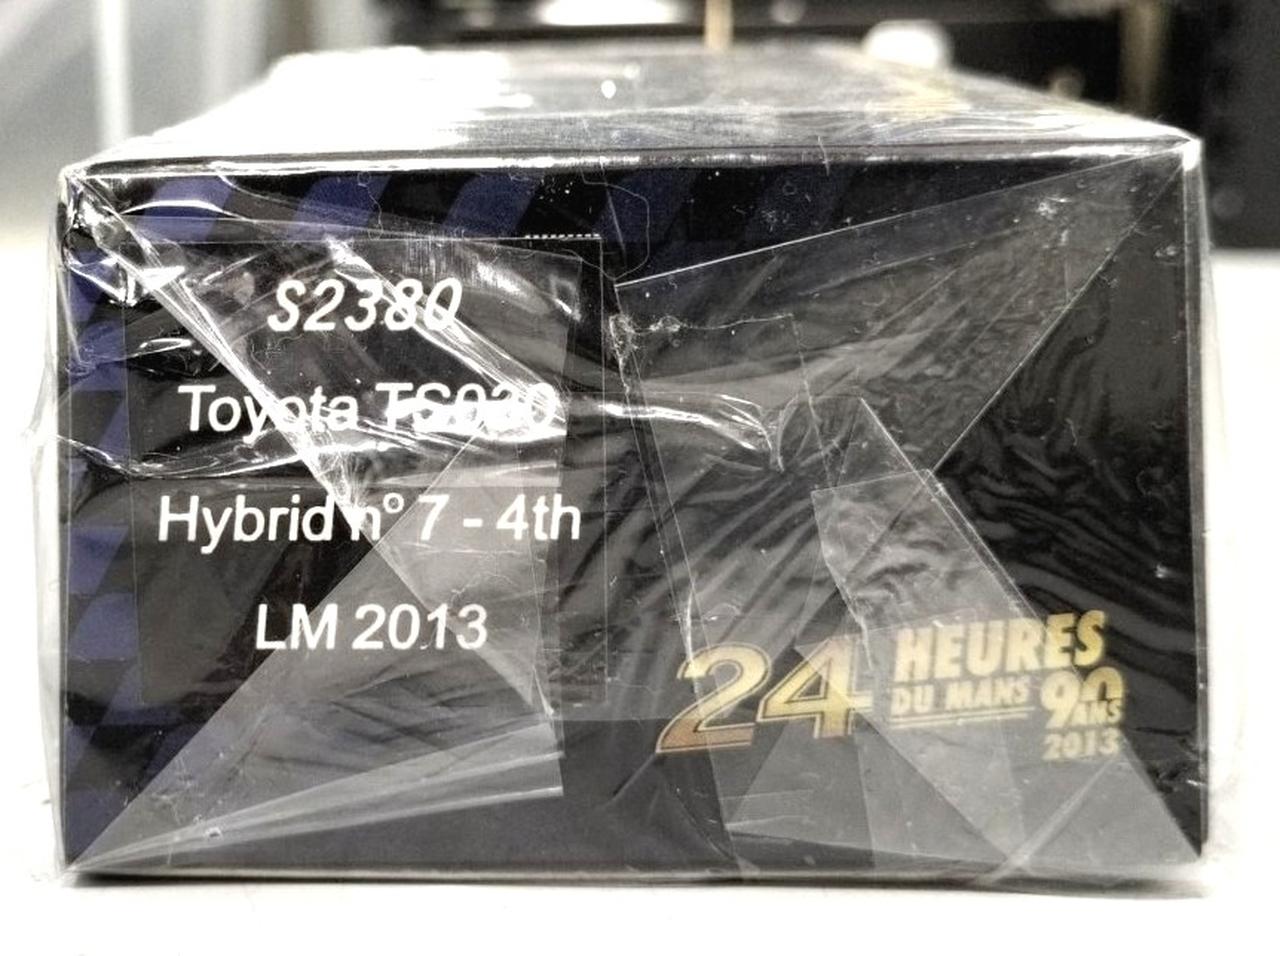 S2380
Toyota TS030
Hybrid n° 7 - 4th
LM 2013
24 HEURES
DU MANS 90
ANS
2013